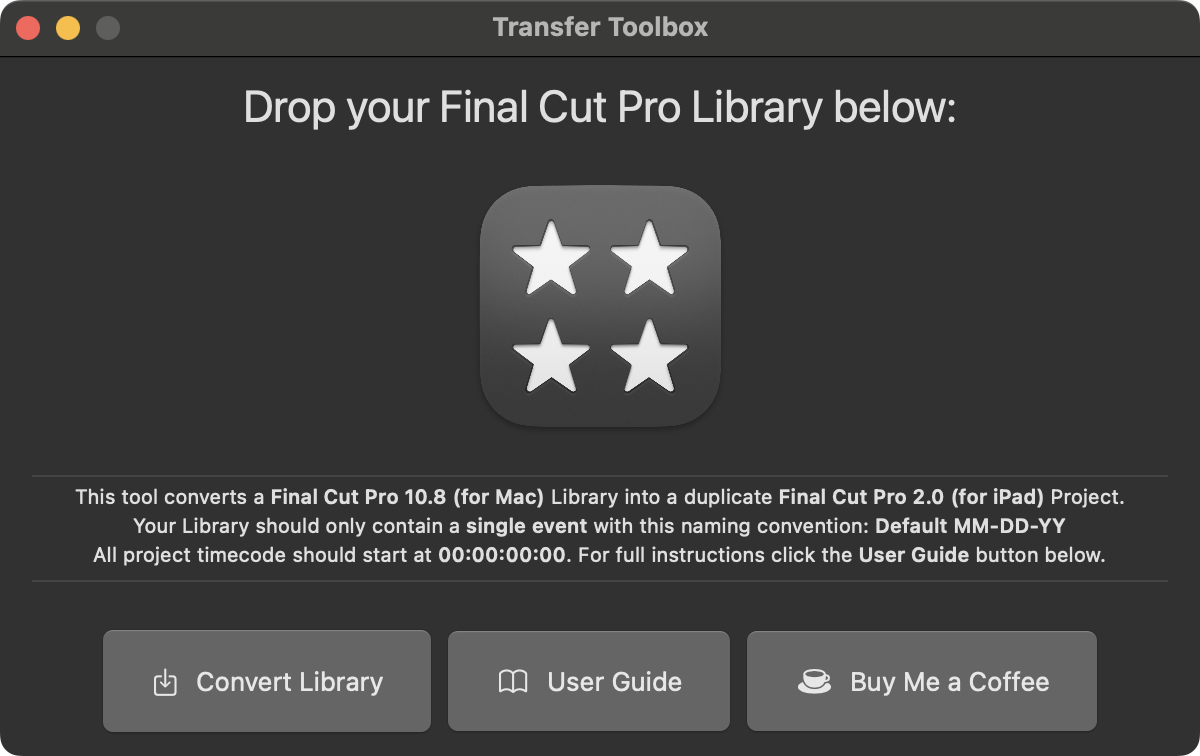 Transfer Toolbox
Drop your Final Cut Pro Library below:
This tool converts a Final Cut Pro 10.8 (for Mac) Library into a duplicate Final Cut Pro 2.0 (for iPad) Project.
Your Library should only contain a single event with this naming convention: Default MM-DD-YY
All project timecode should start at 00:00:00:00. For full instructions click the User Guide button below.
Convert Library
User Guide
Buy Me a Coffee